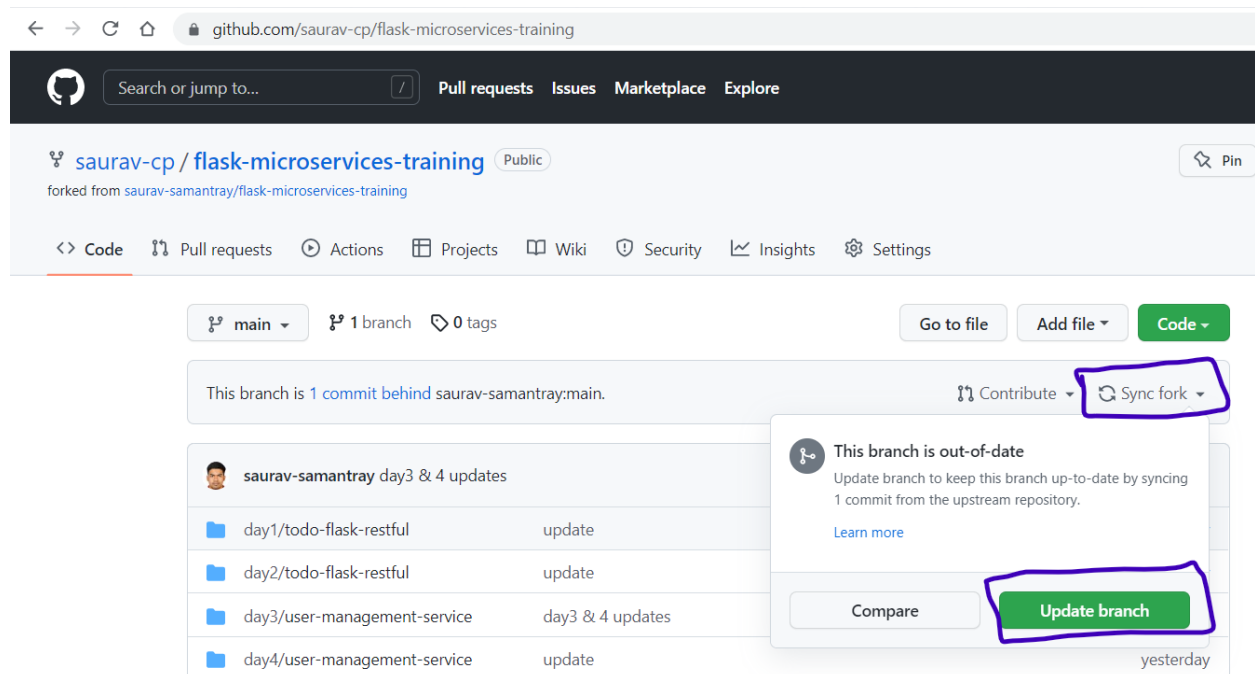 github.com/saurav-cp/flask-microservices-training
Search or jump to... / Pull requests Issues Marketplace Explore
saurav-cp / flask-microservices-training Public Pin
forked from saurav-samantray/flask-microservices-training
Code Pull requests Actions Projects Wiki Security Insights Settings
main 1 branch 0 tags Go to file Add file Code
This branch is 1 commit behind saurav-samantray:main. Contribute Sync fork
This branch is out-of-date
saurav-samantray day3 & 4 updates
Update branch to keep this branch up-to-date by syncing
1 commit from the upstream repository.
day1/todo-flask-restful update
Learn more
day2/todo-flask-restful update
day3/user-management-service day3 & 4 updates
Compare Update branch
day4/user-management-service update yesterday